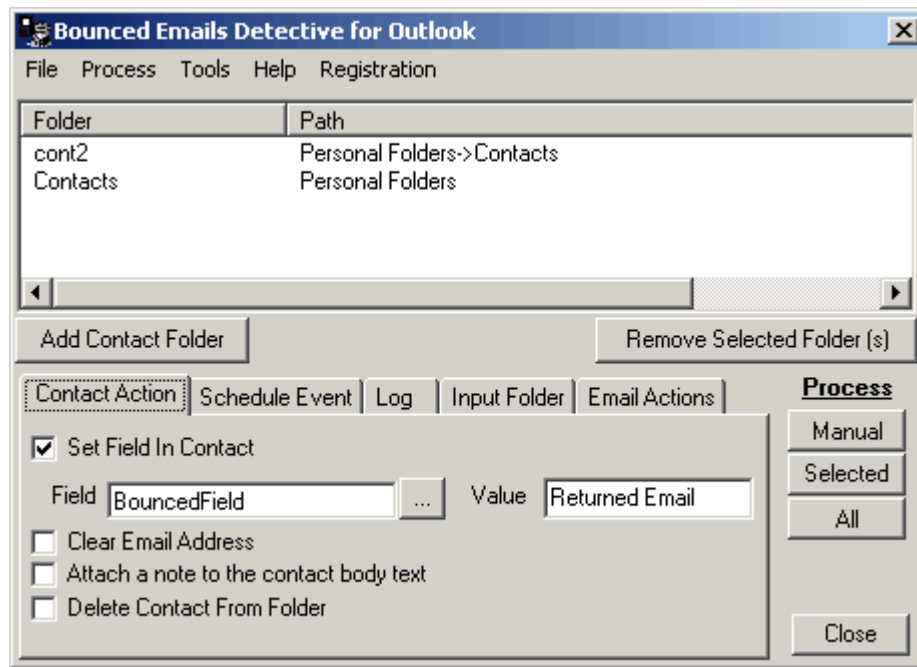 Bounced Emails Detective for Outlook
File Process Tools Help Registration
Folder Path
cont2 Personal Folders->Contacts
Contacts Personal Folders
Add Contact Folder Remove Selected Folder (s)
Contact Action Schedule Event Log Input Folder Email Actions Process
Set Field In Contact Manual
Field BouncedField ... Value Returned Email Selected
All
Clear Email Address
Attach a note to the contact body text
Delete Contact From Folder
Close